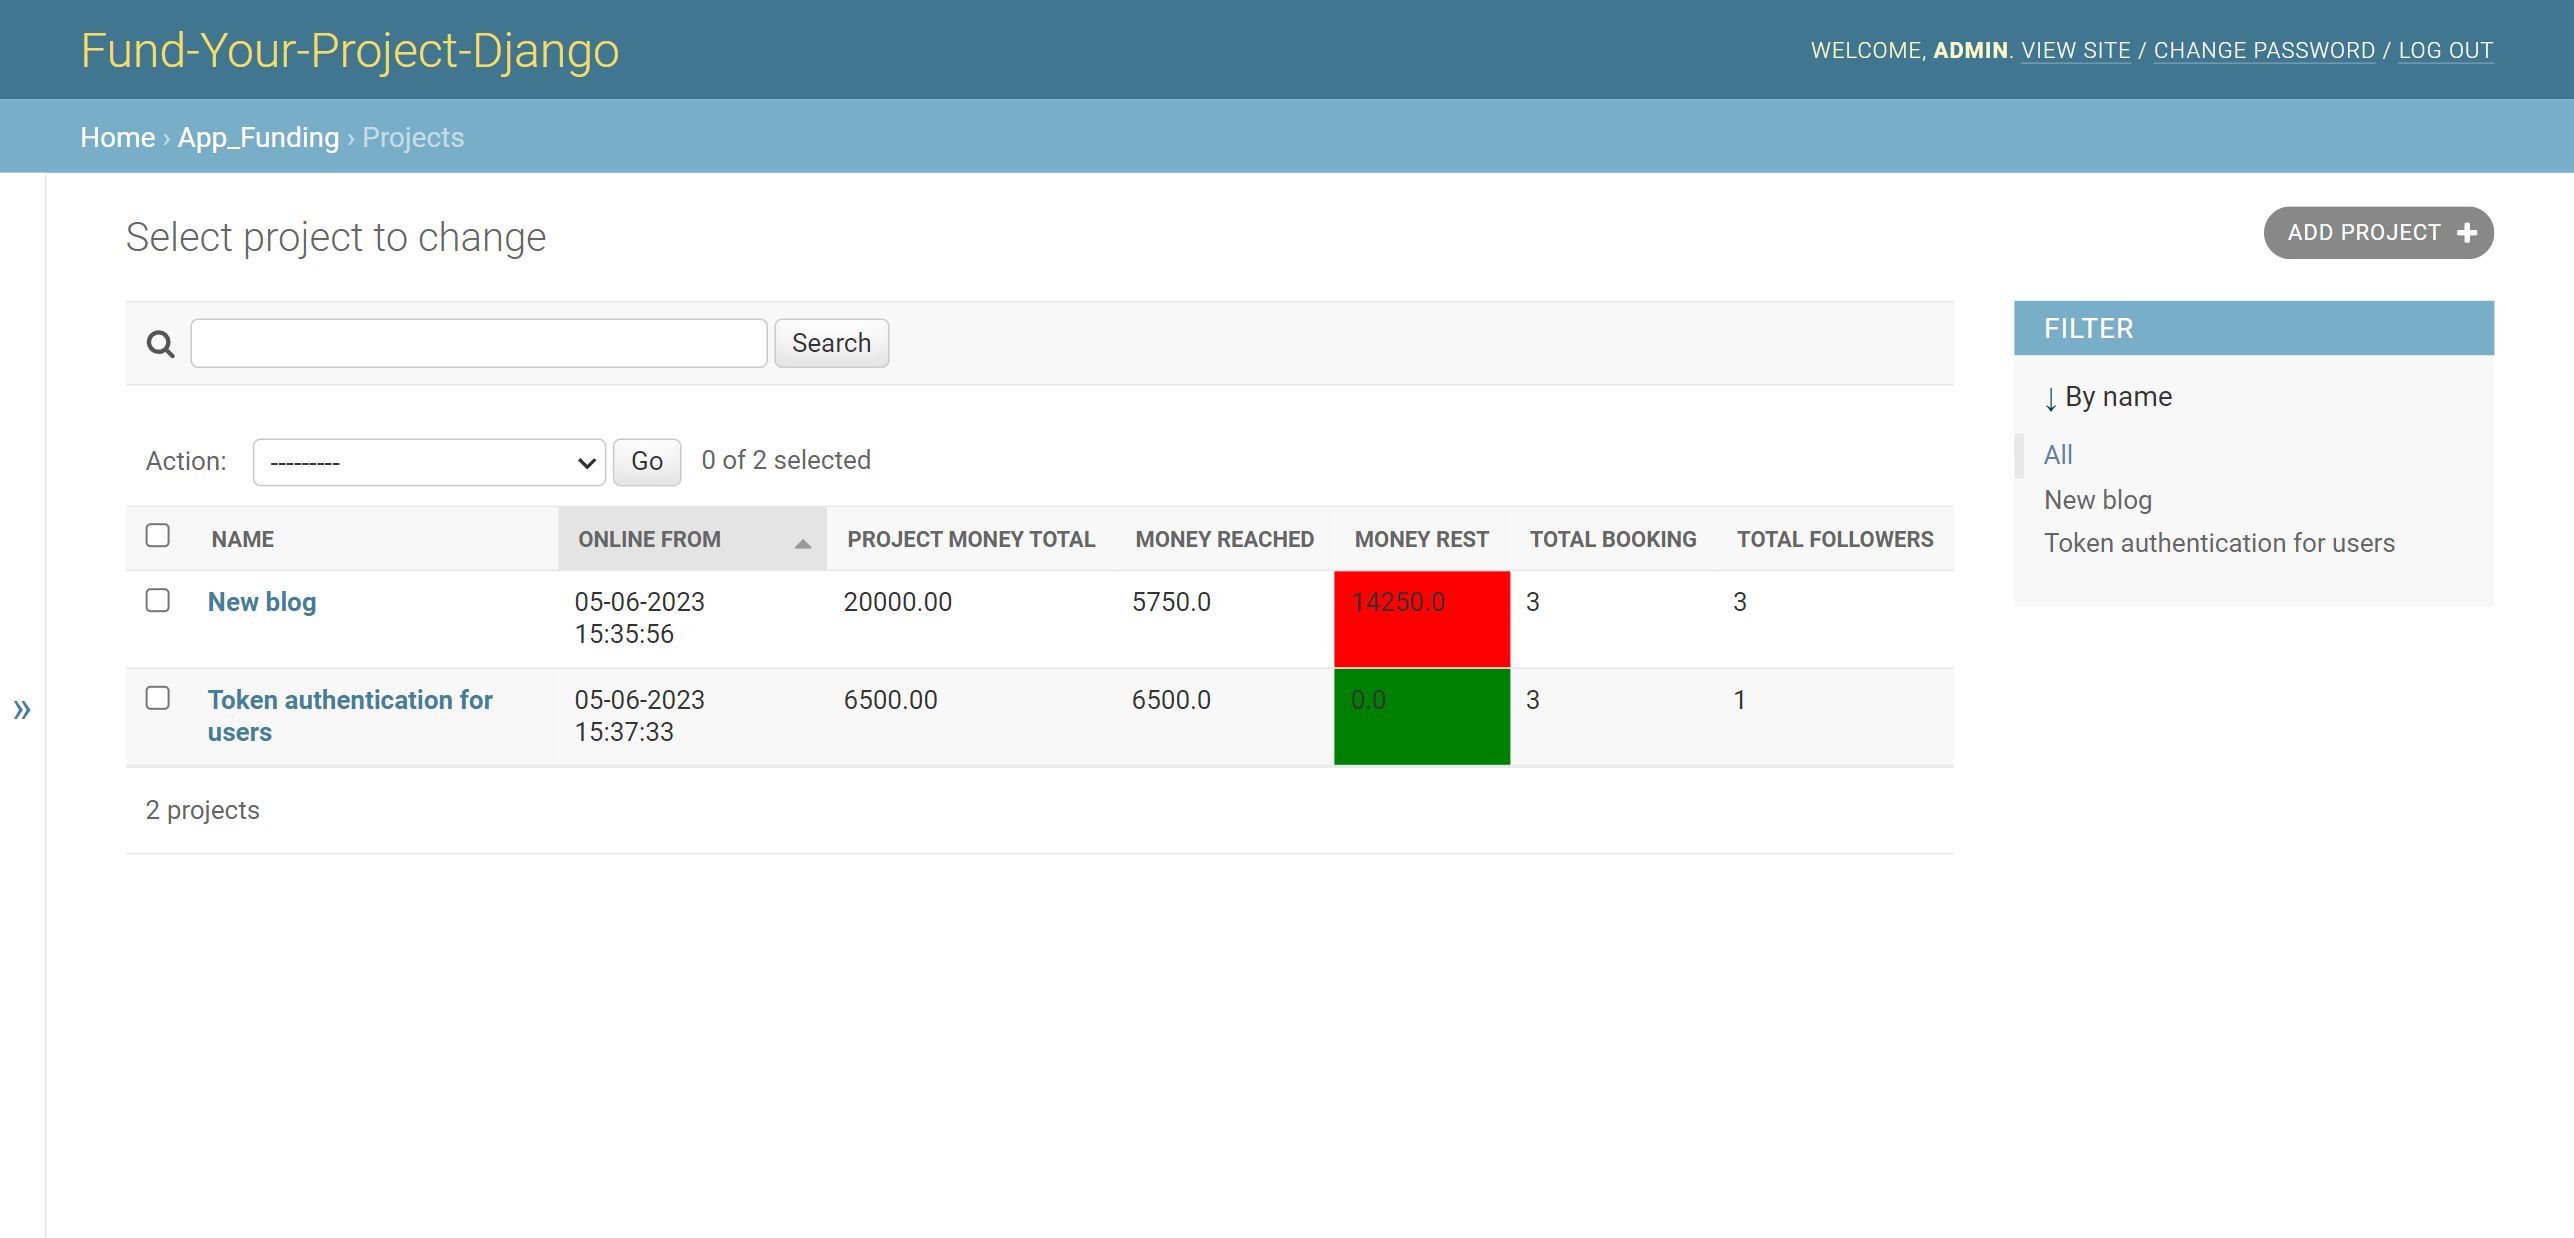 Fund-Your-Project-Django
WELCOME, ADMIN. VIEW SITE / CHANGE PASSWORD / LOG OUT
Home › App_Funding › Projects
Select project to change
ADD PROJECT
Search
FILTER
↓ By name
All
New blog
Token authentication for users
Action: --------- Go 0 of 2 selected
NAME ONLINE FROM PROJECT MONEY TOTAL MONEY REACHED MONEY REST TOTAL BOOKING TOTAL FOLLOWERS
New blog 05-06-2023 20000.00 5750.0 14250.0 3 3
15:35:56
Token authentication for 05-06-2023 6500.00 6500.0 0.0 3 1
users 15:37:33
2 projects
»